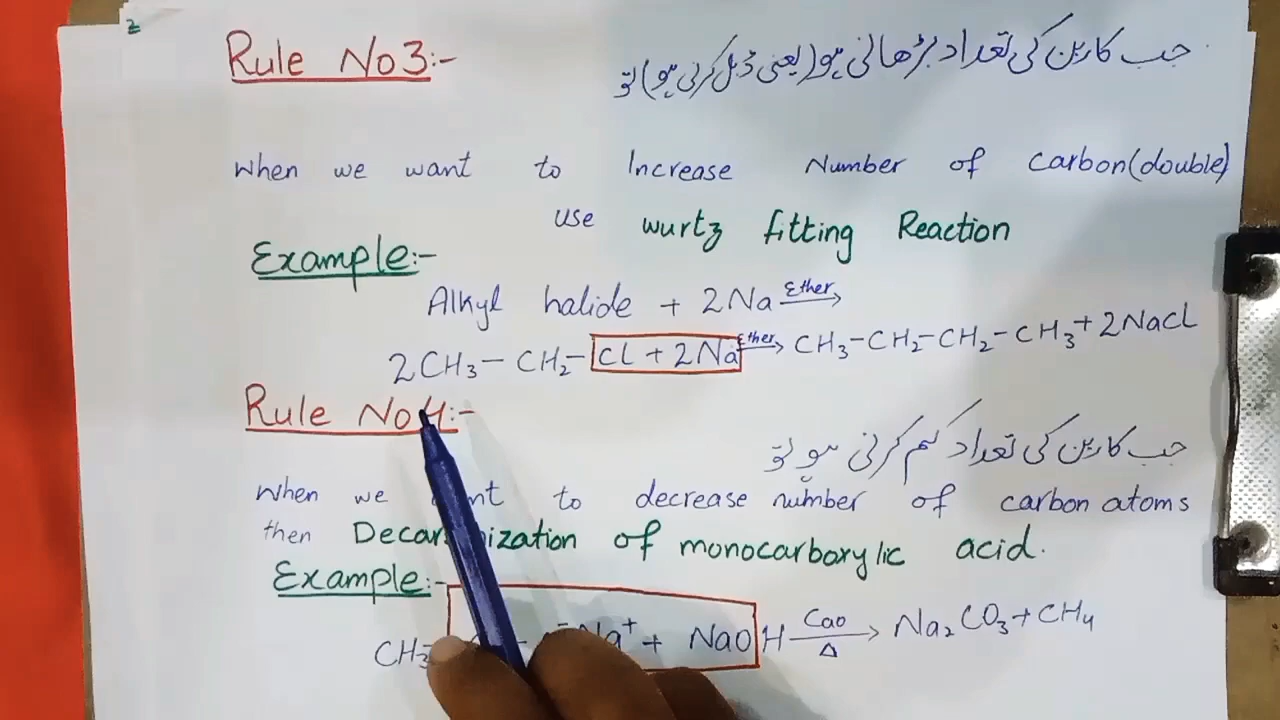 2
Rule No3:-
جب کاربن کی تعداد بڑھانی ہو (یعنی ڈبل کرنی ہو) تو
When we want to Increase Number of Carbon(double)
use wurtz fitting Reaction
Example:-
Alkyl halide + 2Na Ether →
2CH₃–CH₂–Cl + 2Na Ether → CH₃–CH₂–CH₂–CH₃ + 2NaCl
Rule No4:-
جب کاربن کی تعداد کم کرنی ہو تو
When we to decrease number of carbon atoms
then of monocarboxylic acid.
Example:-
CH₃ Na⁺ + NaOH Cao → Δ Na₂CO₃ + CH₄